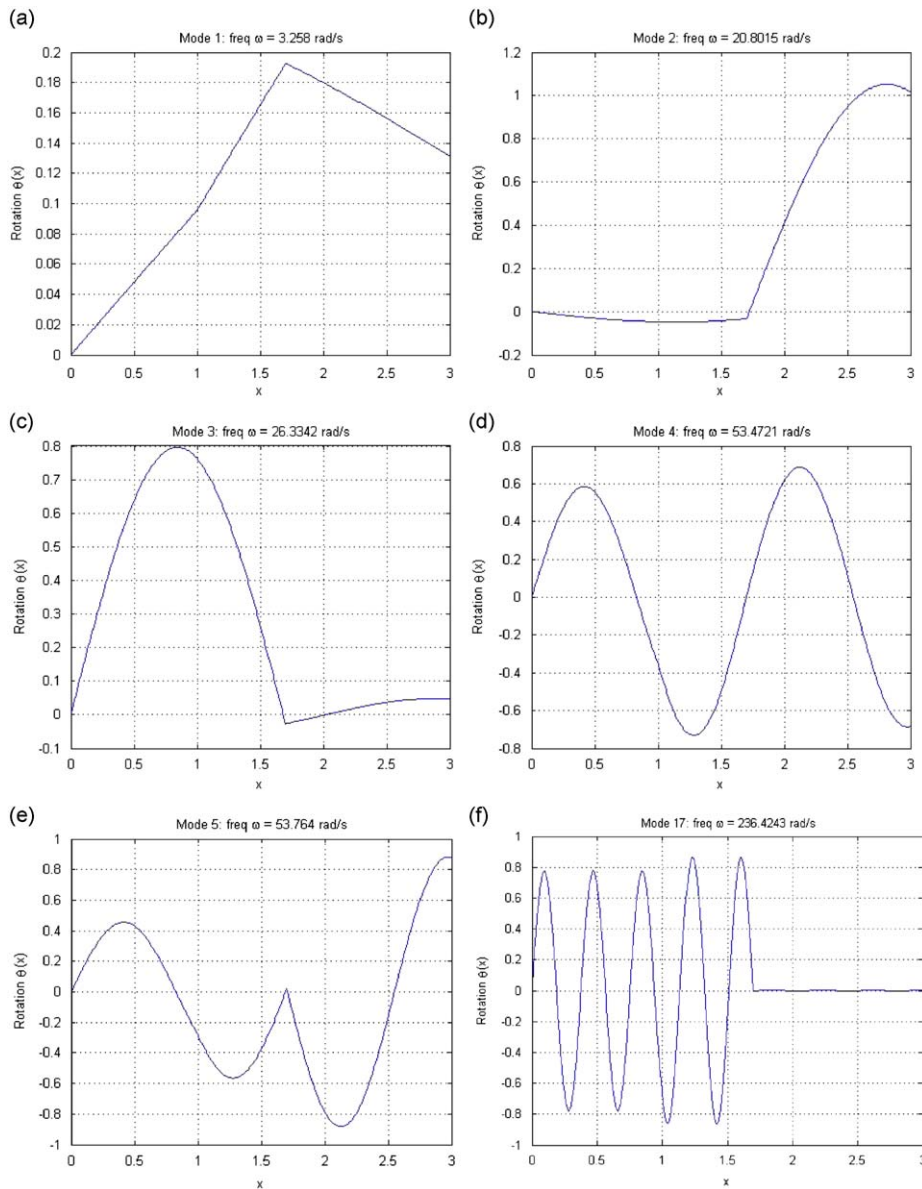 (a)
Mode 1: freq ω = 3.258 rad/s
Rotation θ(x)
0.2
0.18
0.16
0.14
0.12
0.1
0.08
0.06
0.04
0.02
0
0 0.5 1 1.5 2 2.5 3
x
(b)
Mode 2: freq ω = 20.8015 rad/s
Rotation θ(x)
1.2
1
0.8
0.6
0.4
0.2
0
-0.2
0 0.5 1 1.5 2 2.5 3
x
(c)
Mode 3: freq ω = 26.3342 rad/s
Rotation θ(x)
0.8
0.7
0.6
0.5
0.4
0.3
0.2
0.1
0
-0.1
0 0.5 1 1.5 2 2.5 3
x
(d)
Mode 4: freq ω = 53.4721 rad/s
Rotation θ(x)
0.8
0.6
0.4
0.2
0
-0.2
-0.4
-0.6
-0.8
0 0.5 1 1.5 2 2.5 3
x
(e)
Mode 5: freq ω = 53.764 rad/s
Rotation θ(x)
1
0.8
0.6
0.4
0.2
0
-0.2
-0.4
-0.6
-0.8
-1
0 0.5 1 1.5 2 2.5 3
x
(f)
Mode 17: freq ω = 236.4243 rad/s
Rotation θ(x)
1
0.8
0.6
0.4
0.2
0
-0.2
-0.4
-0.6
-0.8
-1
0 0.5 1 1.5 2 2.5 3
x